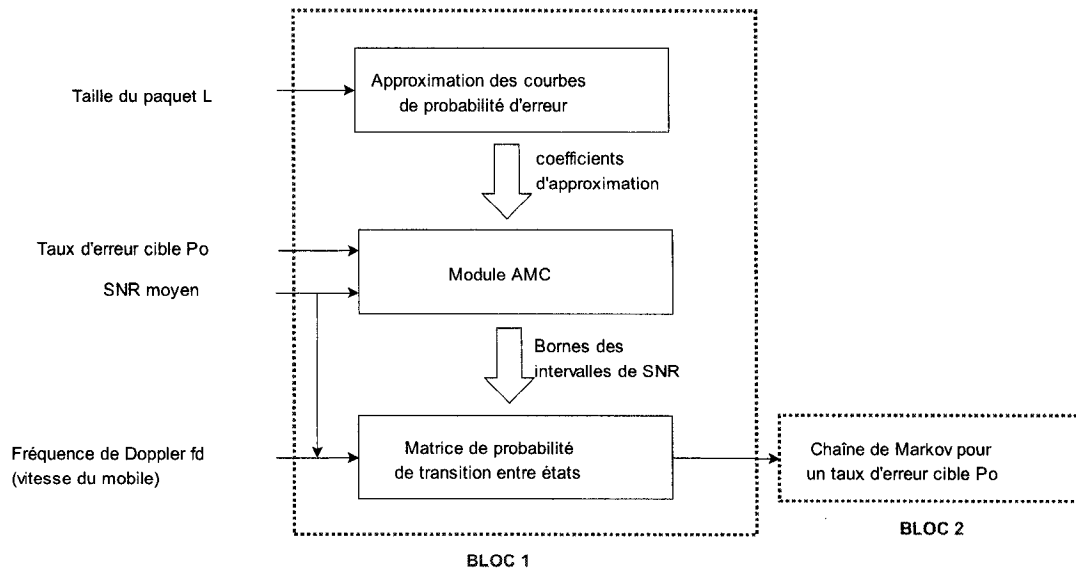 Approximation des courbes
de probabilité d'erreur
Taille du paquet L
coefficients
d'approximation
Taux d'erreur cible Po
SNR moyen
Module AMC
Bornes des
intervalles de SNR
Fréquence de Doppler fd
(vitesse du mobile)
Matrice de probabilité
de transition entre états
Chaîne de Markov pour
un taux d'erreur cible Po
BLOC 2
BLOC 1